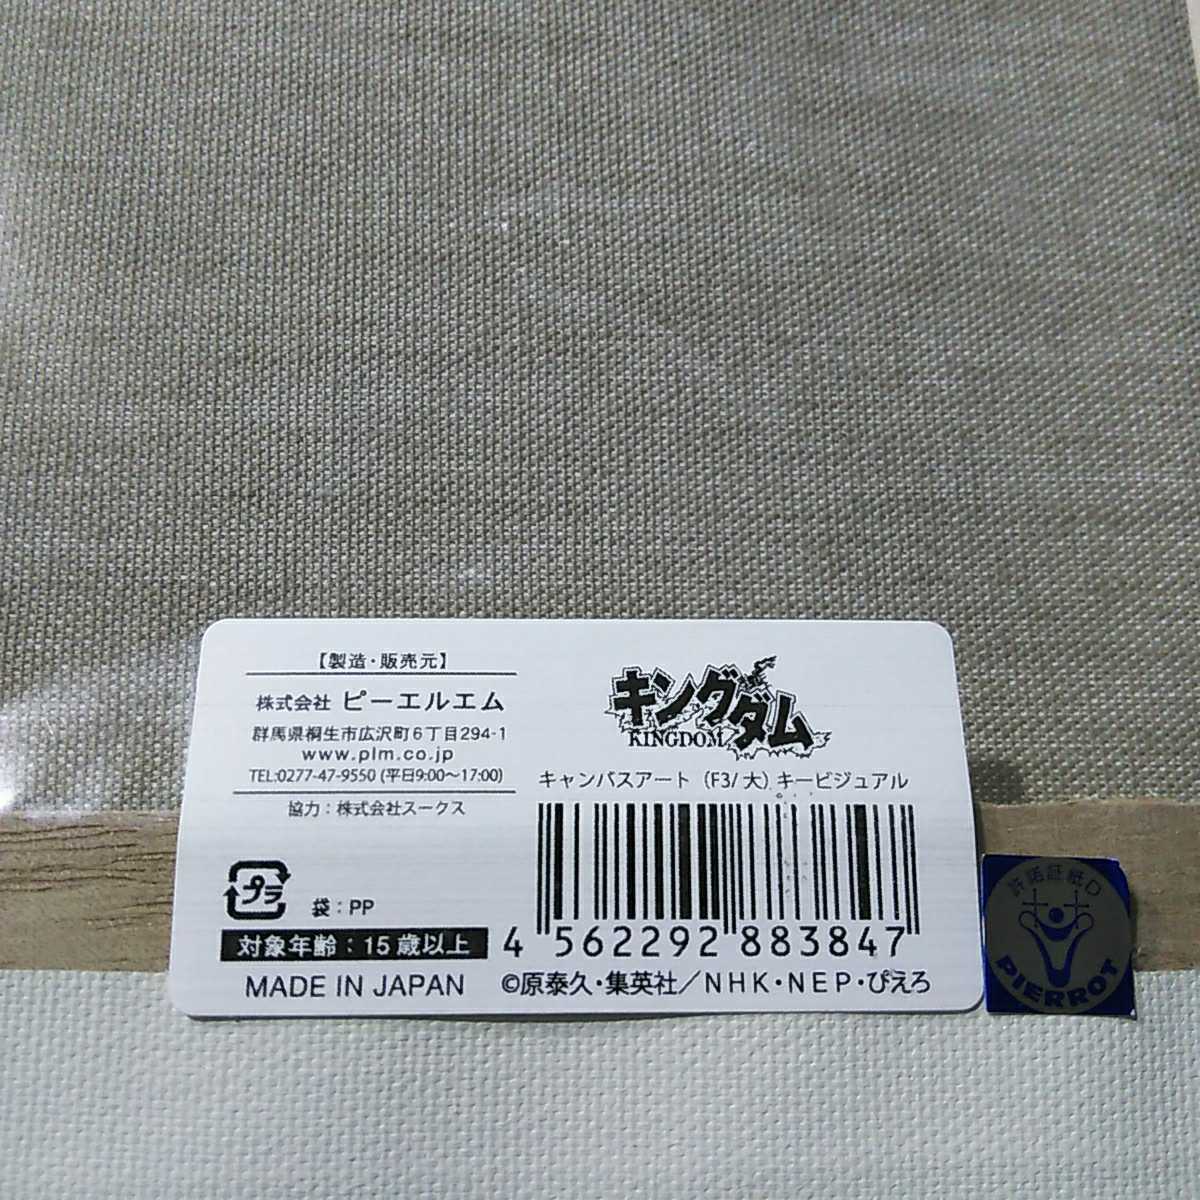 【製造・販売元】
株式会社 ピーエルエム
群馬県桐生市広沢町6丁目294-1
www.plm.co.jp
TEL:0277-47-9550 (平日9:00〜17:00)
協力:株式会社スークス
プラ
袋:PP
対象年齢:15歳以上
MADE IN JAPAN
キングダム
KINGDOM
キャンバスアート（F3/大）キービジュアル
4 562292 883847
©原泰久・集英社／NHK・NEP・ぴえろ
許諾証紙D
PIERROT